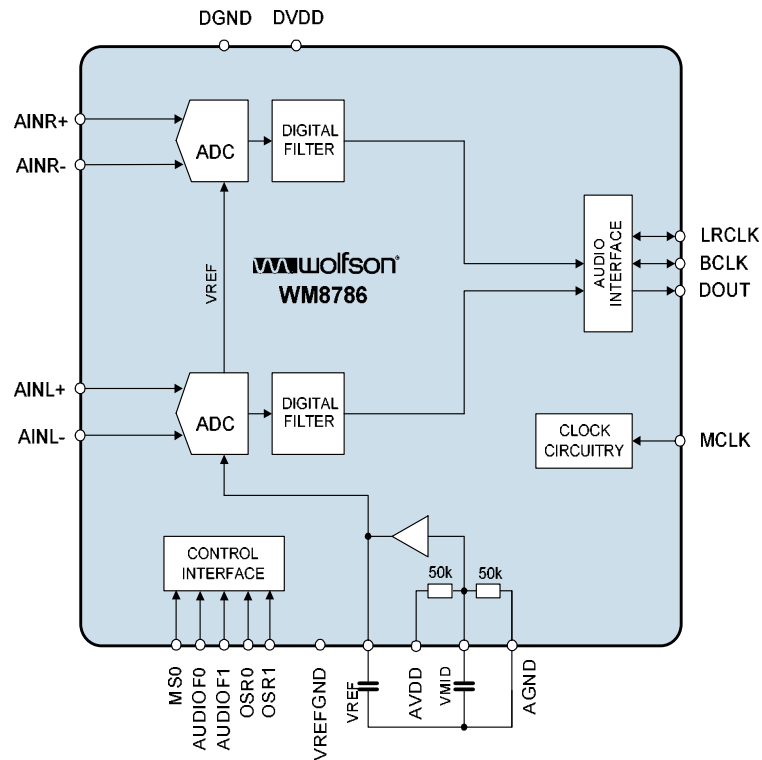 DGND DVDD
AINR+
AINR-
ADC
DIGITAL
FILTER
VREF
wolfson®
WM8786
AUDIO
INTERFACE
LRCLK
BCLK
DOUT
AINL+
AINL-
ADC
DIGITAL
FILTER
CLOCK
CIRCUITRY
MCLK
CONTROL
INTERFACE
50k 50k
MS0
AUDIOF0
AUDIOF1
OSR0
OSR1
VREFGND
VREF
AVDD
VMID
AGND